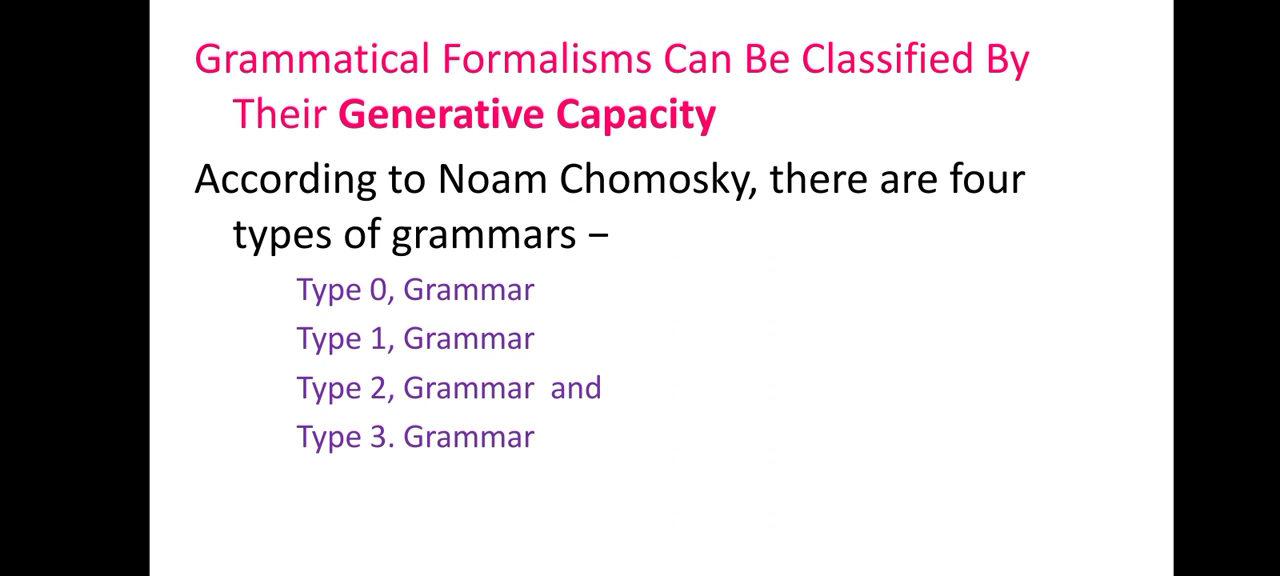 Grammatical Formalisms Can Be Classified By
Their Generative Capacity
According to Noam Chomosky, there are four
types of grammars −
Type 0, Grammar
Type 1, Grammar
Type 2, Grammar  and
Type 3. Grammar